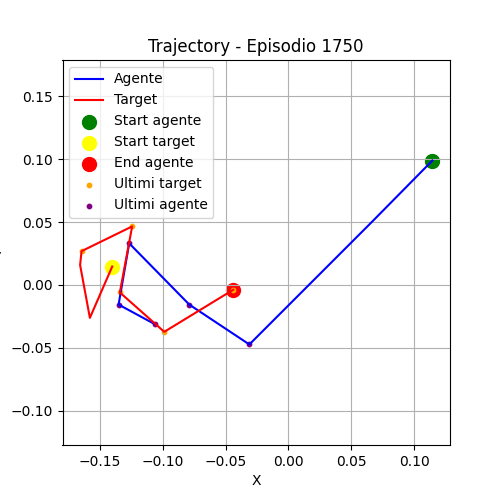 Trajectory - Episodio 1750
Agente
Target
Start agente
Start target
End agente
Ultimi target
Ultimi agente
0.15
0.10
0.05
0.00
−0.05
−0.10
−0.15
−0.10
−0.05
0.00
0.05
0.10
X